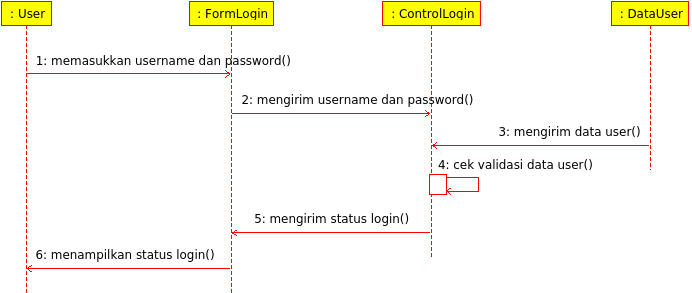 : User
: FormLogin
: ControlLogin
: DataUser
1: memasukkan username dan password()
2: mengirim username dan password()
3: mengirim data user()
4: cek validasi data user()
5: mengirim status login()
6: menampilkan status login()